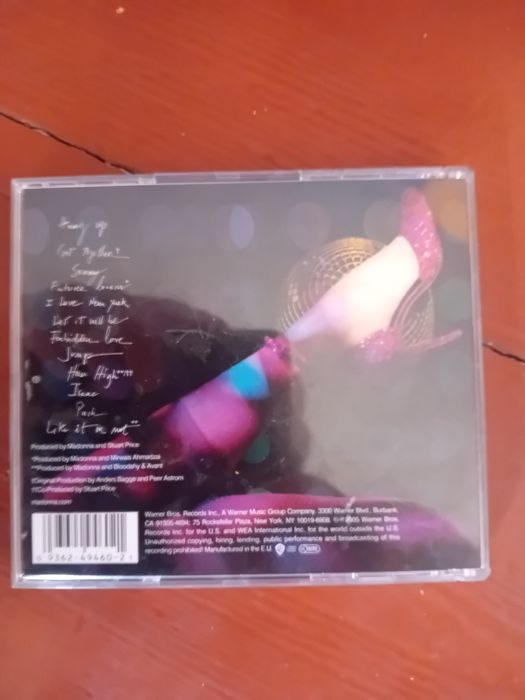 Hung up
Get Together*
Sorry
Future Lovers*
I Love New York
Let it will be
Forbidden Love
Jump
How High**††
Isaac
Push
Like it or not**
Produced by Madonna and Stuart Price
*Produced by Madonna and Mirwais Ahmadzaï
**Produced by Madonna and Bloodshy & Avant
†Original Production by Anders Bagge and Peer Åström
††Co-Produced by Stuart Price
madonna.com
Warner Bros. Records Inc., A Warner Music Group Company. 3300 Warner Blvd., Burbank,
CA 91505-4694; 75 Rockefeller Plaza, New York, NY 10019-6908. ©℗ 2005 Warner Bros.
Records Inc. for the U.S. and WEA International Inc. for the world outside the U.S.
Unauthorized copying, hiring, lending, public performance and broadcasting of this
recording prohibited! Manufactured in the E.U.
9362-49460-2